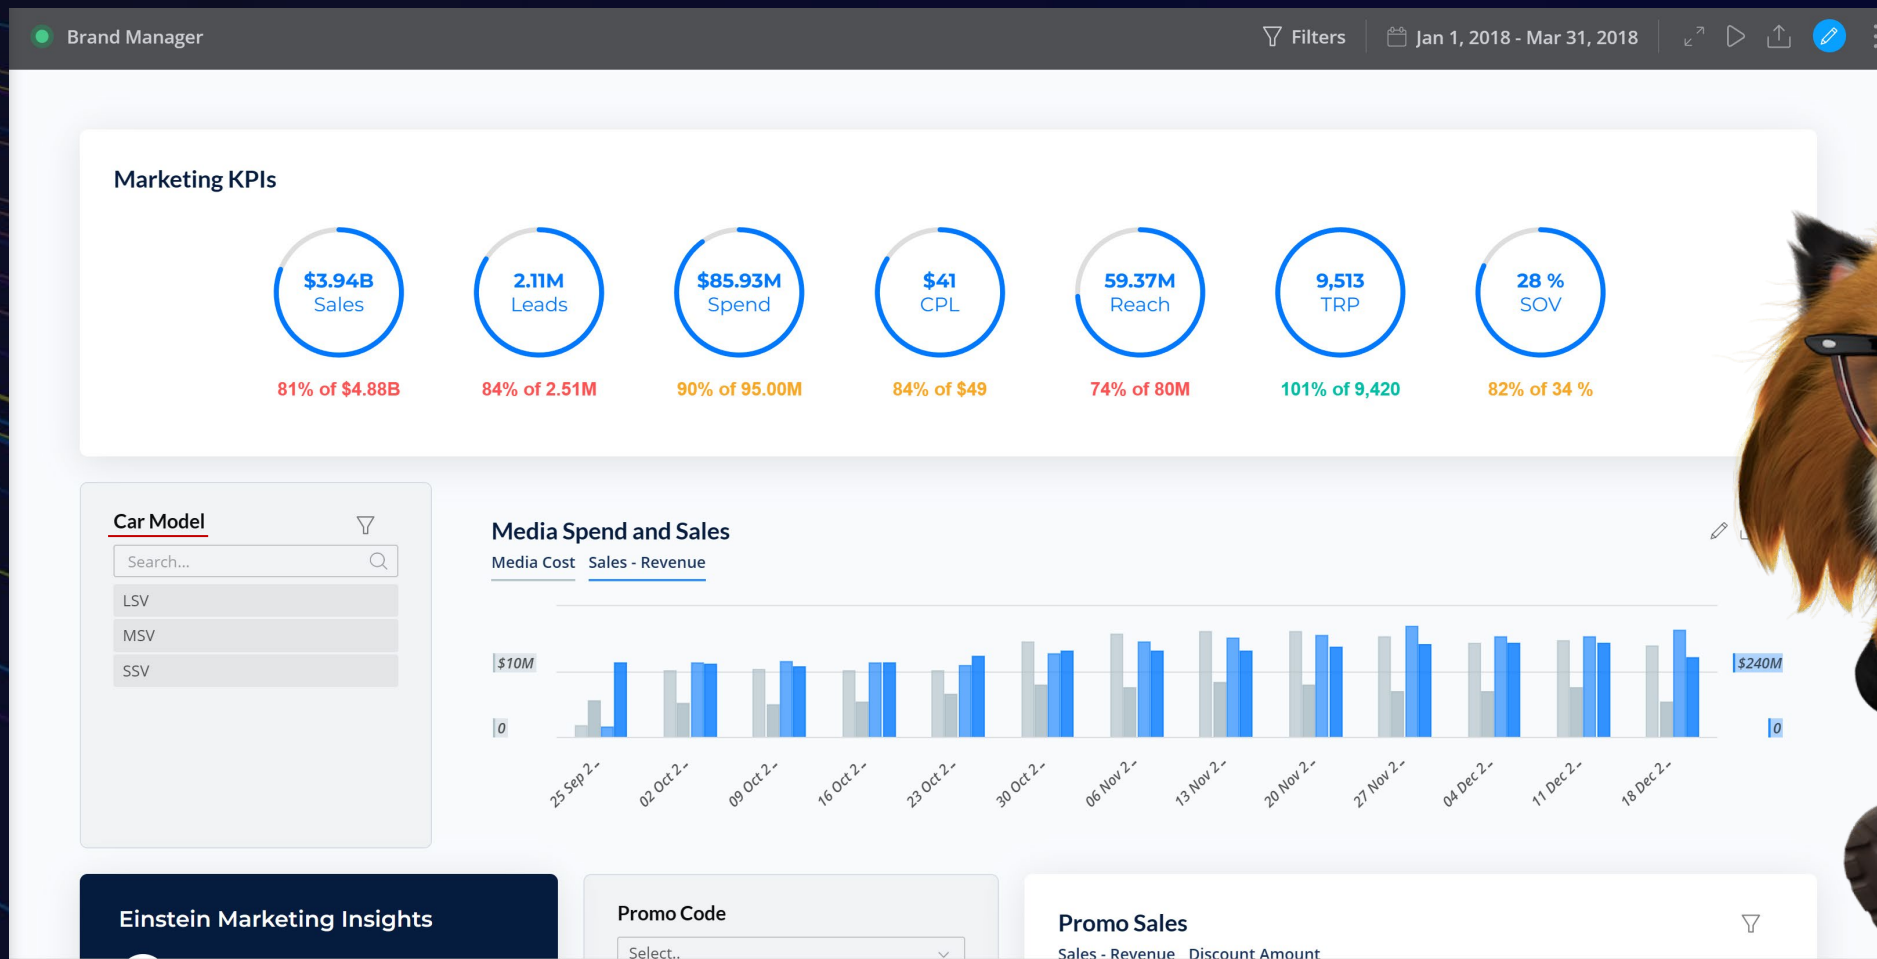 Brand Manager
Filters
Jan 1, 2018 - Mar 31, 2018
Marketing KPIs
$3.94B
Sales
81% of $4.88B
2.11M
Leads
84% of 2.51M
$85.93M
Spend
90% of 95.00M
$41
CPL
84% of $49
59.37M
Reach
74% of 80M
9,513
TRP
101% of 9,420
28 %
SOV
82% of 34 %
Car Model
Search...
LSV
MSV
SSV
Media Spend and Sales
Media Cost Sales - Revenue
$10M
0
$240M
0
25 Sep 2..
02 Oct 2..
09 Oct 2..
16 Oct 2..
23 Oct 2..
30 Oct 2..
06 Nov 2..
13 Nov 2..
20 Nov 2..
27 Nov 2..
04 Dec 2..
11 Dec 2..
18 Dec 2..
Einstein Marketing Insights
Promo Code
Select..
Promo Sales
Sales - Revenue Discount Amount